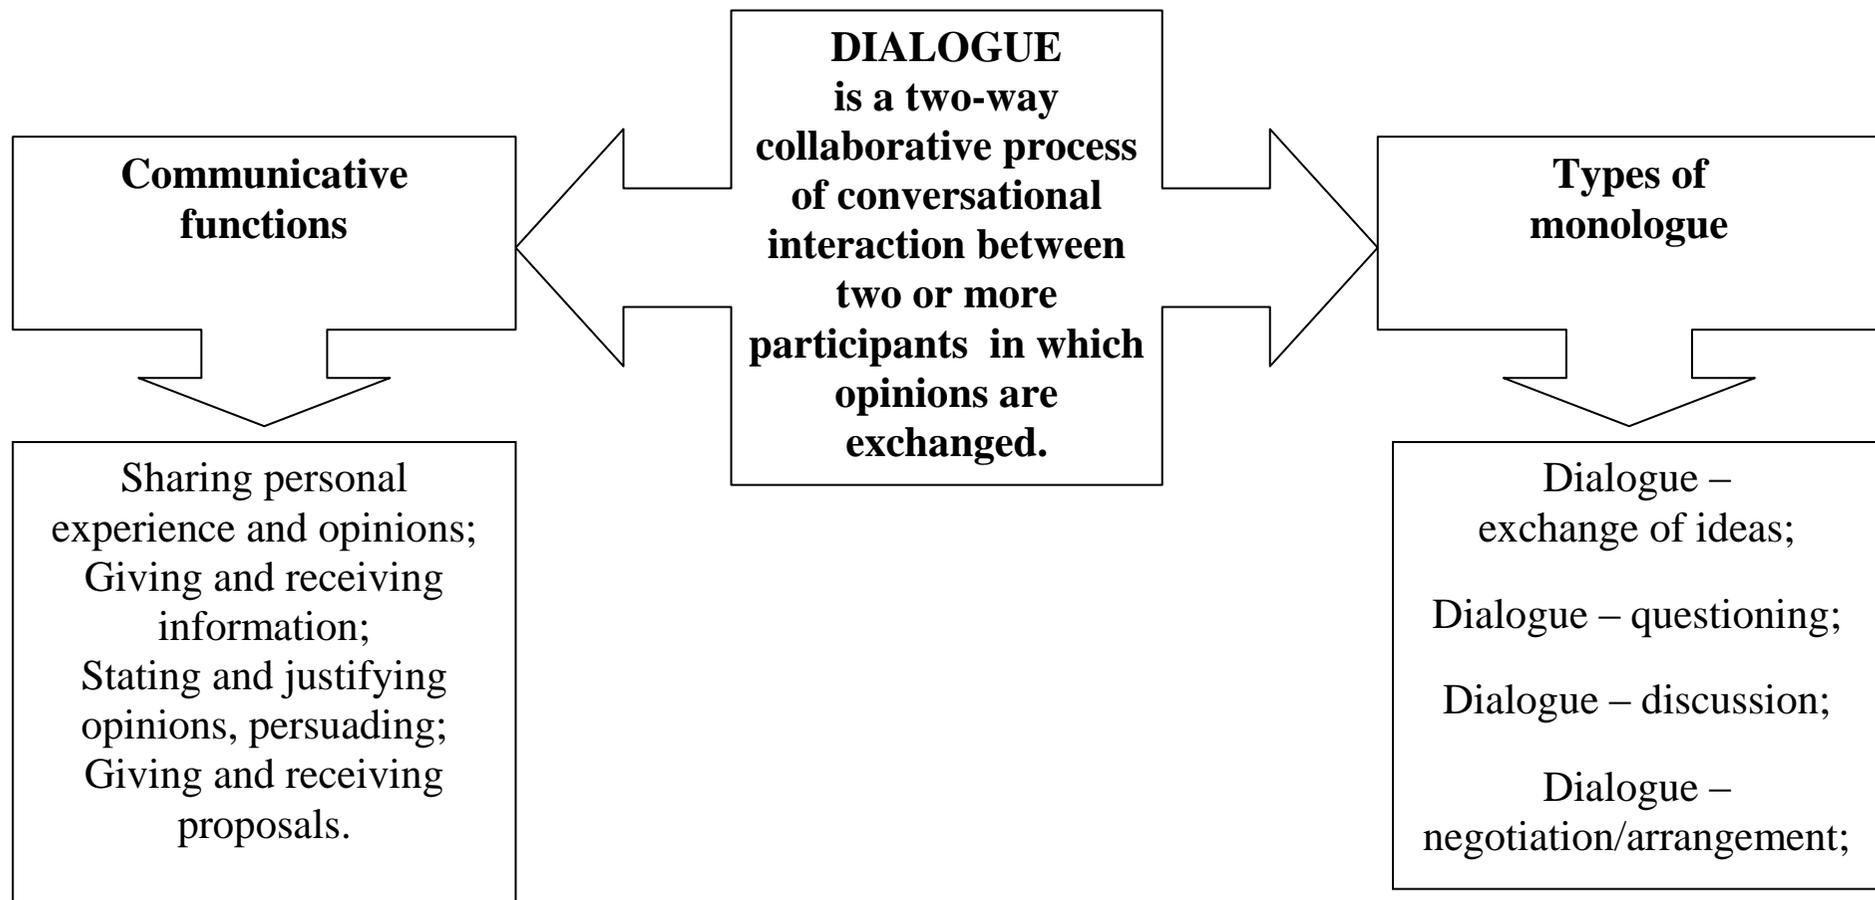 DIALOGUE
is a two-way
collaborative process
of conversational
interaction between
two or more
participants  in which
opinions are
exchanged.
Communicative
functions
Sharing personal
experience and opinions;
Giving and receiving
information;
Stating and justifying
opinions, persuading;
Giving and receiving
proposals.
Types of
monologue
Dialogue –
exchange of ideas;
Dialogue – questioning;
Dialogue – discussion;
Dialogue –
negotiation/arrangement;